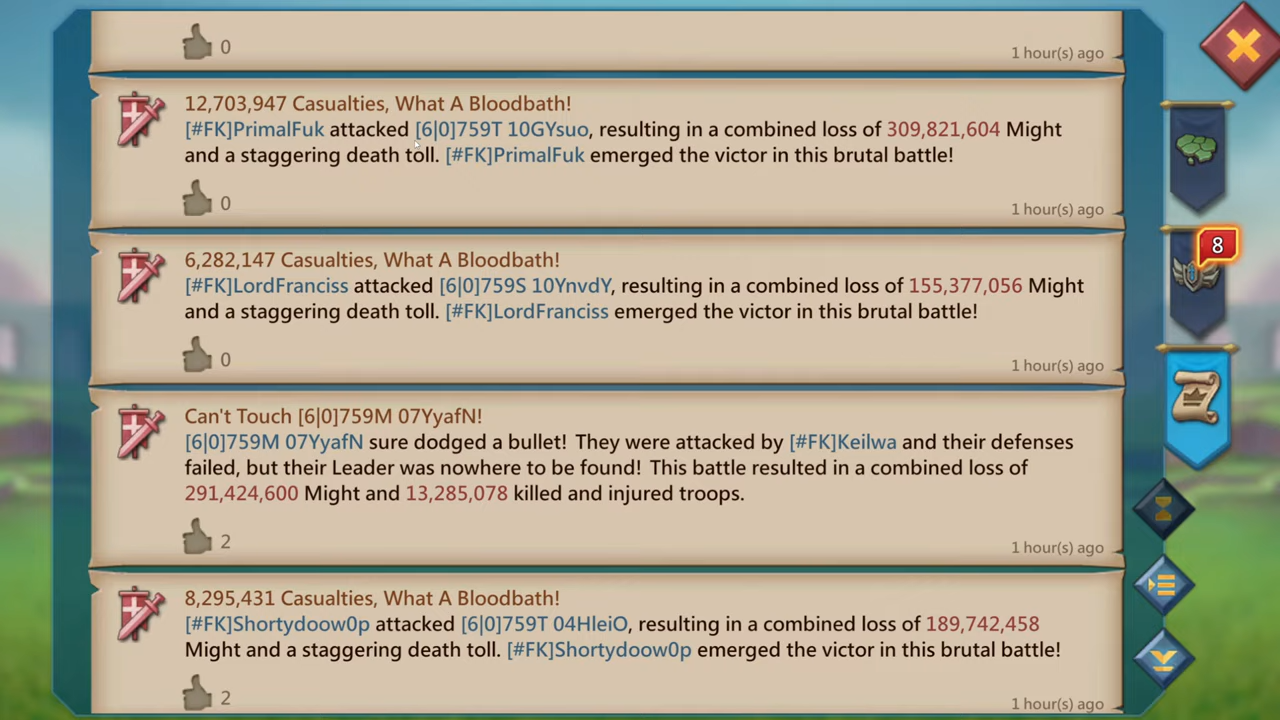 0
1 hour(s) ago
12,703,947 Casualties, What A Bloodbath!
[#FK]PrimalFuk attacked [6|0]759T 10GYsuo, resulting in a combined loss of 309,821,604 Might
and a staggering death toll. [#FK]PrimalFuk emerged the victor in this brutal battle!
0
1 hour(s) ago
8
6,282,147 Casualties, What A Bloodbath!
[#FK]LordFranciss attacked [6|0]759S 10YnvdY, resulting in a combined loss of 155,377,056 Might
and a staggering death toll. [#FK]LordFranciss emerged the victor in this brutal battle!
0
1 hour(s) ago
Can't Touch [6|0]759M 07YyafN!
[6|0]759M 07YyafN sure dodged a bullet! They were attacked by [#FK]Keilwa and their defenses
failed, but their Leader was nowhere to be found! This battle resulted in a combined loss of
291,424,600 Might and 13,285,078 killed and injured troops.
2
1 hour(s) ago
8,295,431 Casualties, What A Bloodbath!
[#FK]Shortydoow0p attacked [6|0]759T 04HleiO, resulting in a combined loss of 189,742,458
Might and a staggering death toll. [#FK]Shortydoow0p emerged the victor in this brutal battle!
2
1 hour(s) ago